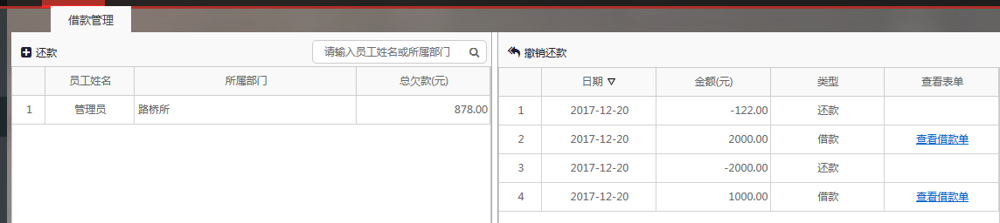 借款管理
还款 请输入员工姓名或所属部门
员工姓名 所属部门 总欠款(元)
1 管理员 路桥所 878.00
撤销还款
日期 金额(元) 类型 查看表单
1 2017-12-20 -122.00 还款
2 2017-12-20 2000.00 借款 查看借款单
3 2017-12-20 -2000.00 还款
4 2017-12-20 1000.00 借款 查看借款单